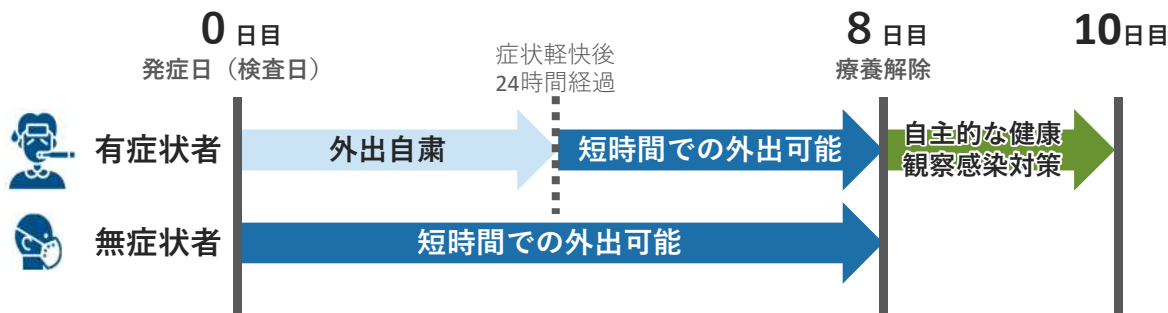 0 日目
発症日（検査日）
症状軽快後
24時間経過
8 日目
療養解除
10日目
有症状者
外出自粛
短時間での外出可能
自主的な健康
観察感染対策
無症状者
短時間での外出可能